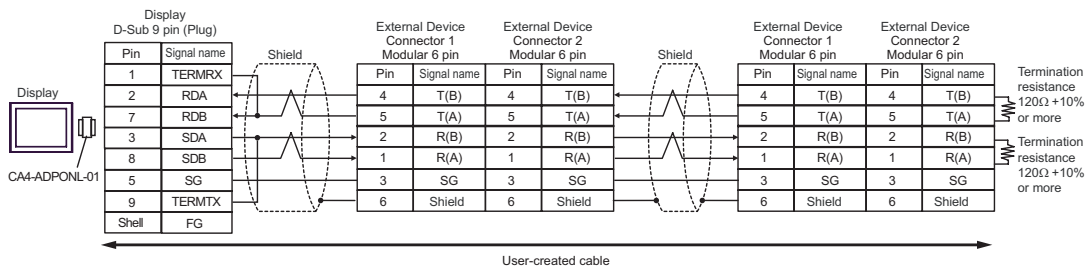 Display
D-Sub 9 pin (Plug)
External Device
Connector 1
Modular 6 pin
External Device
Connector 2
Modular 6 pin
External Device
Connector 1
Modular 6 pin
External Device
Connector 2
Modular 6 pin
Shield
Shield
Pin Signal name Pin Signal name Pin Signal name Pin Signal name Pin Signal name
1 TERMRX
2 RDA 4 T(B) 4 T(B) 4 T(B) 4 T(B)
7 RDB 5 T(A) 5 T(A) 5 T(A) 5 T(A)
3 SDA 2 R(B) 2 R(B) 2 R(B) 2 R(B)
8 SDB 1 R(A) 1 R(A) 1 R(A) 1 R(A)
5 SG 3 SG 3 SG 3 SG 3 SG
9 TERMTX 6 Shield 6 Shield 6 Shield 6 Shield
Shell FG
Display
CA4-ADPONL-01
Termination
resistance
120Ω +10%
or more
Termination
resistance
120Ω +10%
or more
User-created cable